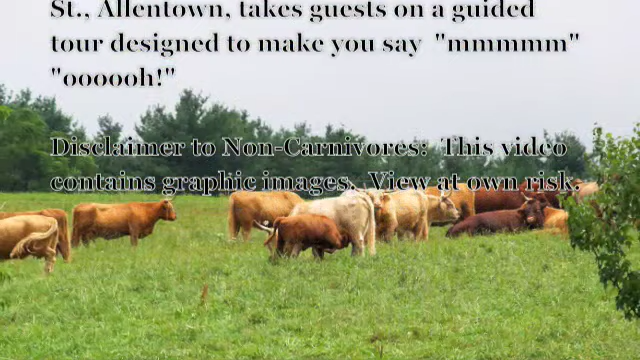 St., Allentown, takes guests on a guided
tour designed to make you say "mmmmm"
"oooooh!"
Disclaimer to Non-Carnivores: This video
contains graphic images. View at own risk.